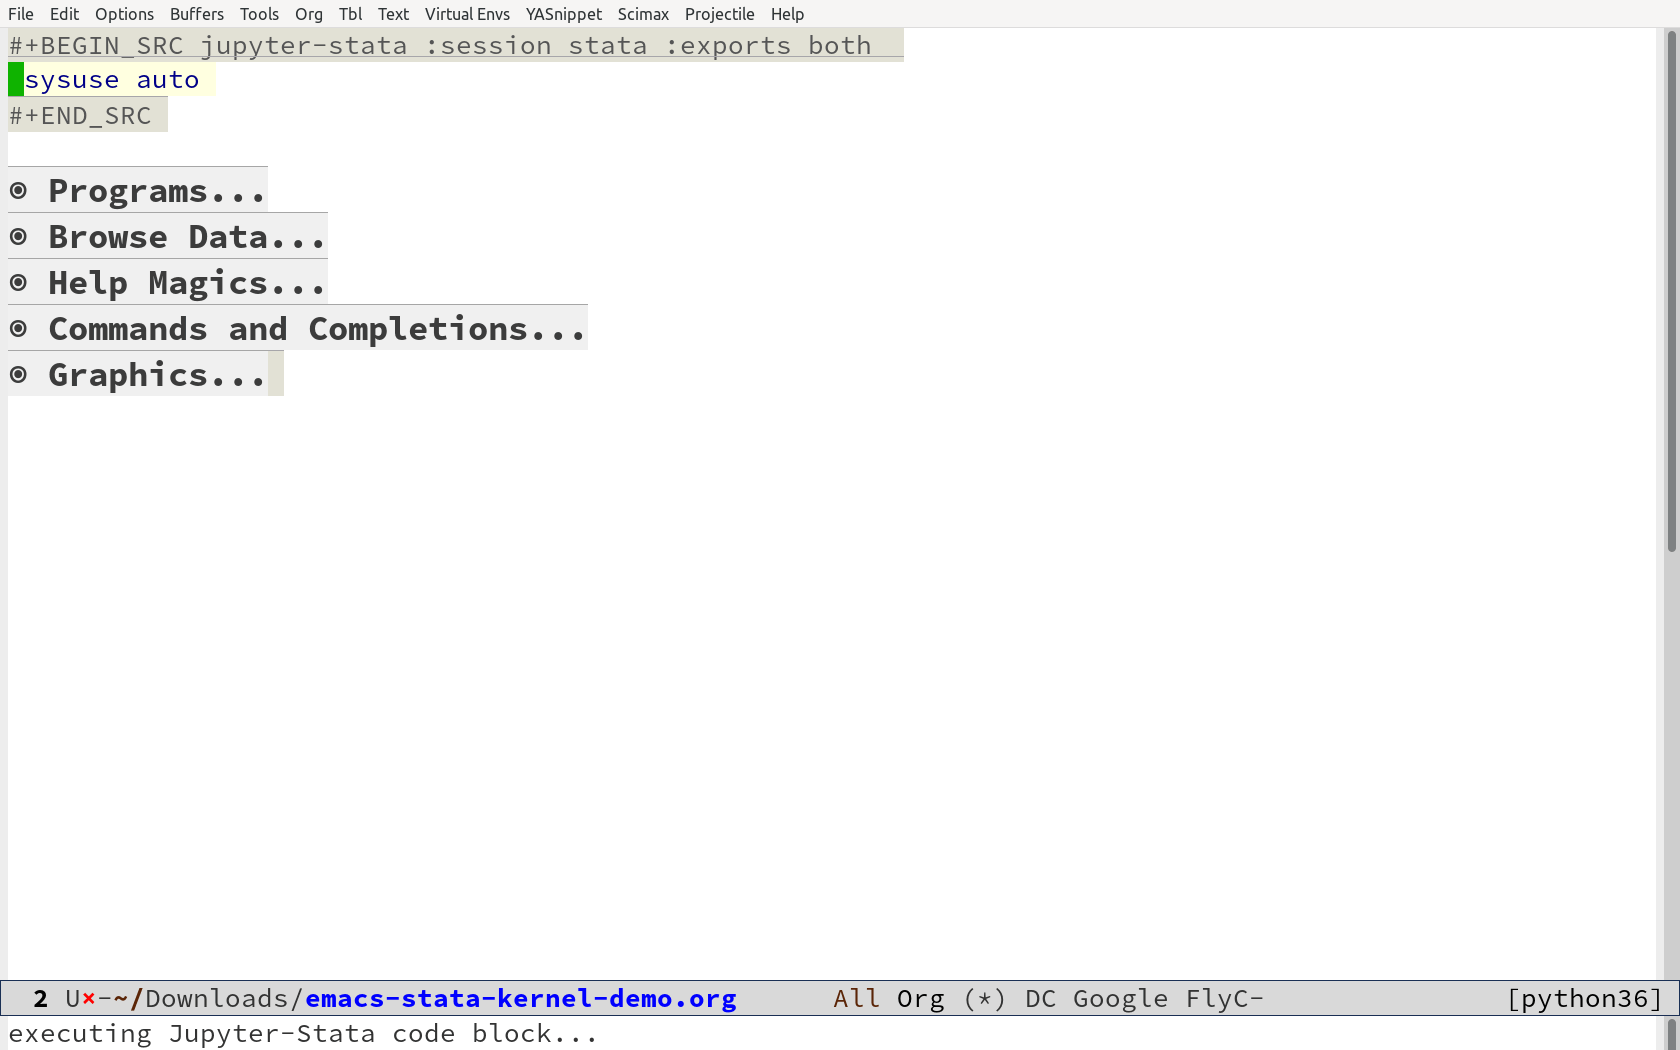 File Edit Options Buffers Tools Org Tbl Text Virtual Envs YASnippet Scimax Projectile Help
#+BEGIN_SRC jupyter-stata :session stata :exports both
sysuse auto
#+END_SRC
Programs...
Browse Data...
Help Magics...
Commands and Completions...
Graphics...
2 U×-~/Downloads/emacs-stata-kernel-demo.org All Org (*) DC Google FlyC- [python36]
executing Jupyter-Stata code block...